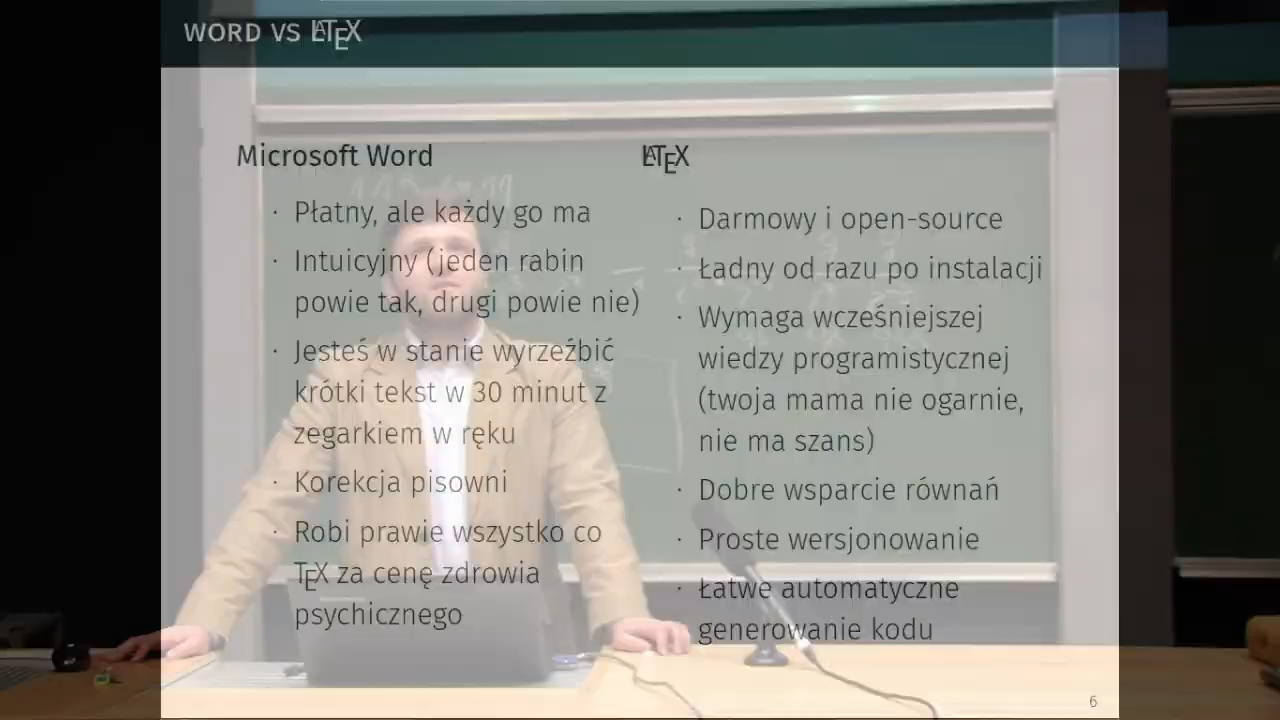 WORD VS LATEX
Microsoft Word
· Płatny, ale każdy go ma
· Intuicyjny (jeden rabin
powie tak, drugi powie nie)
· Jesteś w stanie wyrzeźbić
krótki tekst w 30 minut z
zegarkiem w ręku
· Korekcja pisowni
· Robi prawie wszystko co
TEX za cenę zdrowia
psychicznego
LATEX
· Darmowy i open-source
· Ładny od razu po instalacji
· Wymaga wcześniejszej
wiedzy programistycznej
(twoja mama nie ogarnie,
nie ma szans)
· Dobre wsparcie równań
· Proste wersjonowanie
· Łatwe automatyczne
generowanie kodu
6